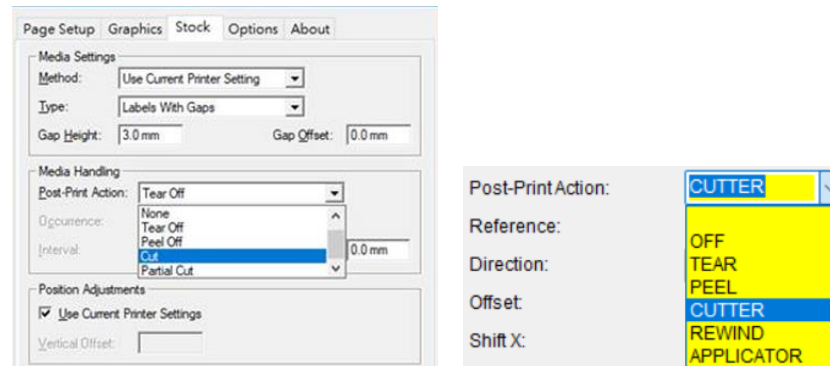 Page Setup Graphics Stock Options About
Media Settings
Method: Use Current Printer Setting
Type: Labels With Gaps
Gap Height: 3.0 mm Gap Offset: 0.0 mm
Media Handling
Post-Print Action: Tear Off
None
Occurrence: Tear Off
Peel Off
Interval: Cut 0.0 mm
Partial Cut
Position Adjustments
Use Current Printer Settings
Vertical Offset:
Post-Print Action: CUTTER
Reference:
OFF
Direction: TEAR
PEEL
Offset: CUTTER
Shift X: REWIND
APPLICATOR